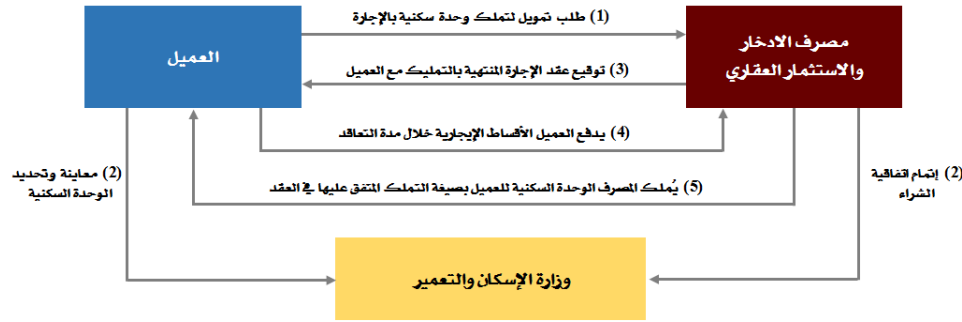 (1) طلب تمويل لتملك وحدة سكنية بالإجارة
مصرف الادخار
والاستثمار العقاري
العميل
(3) توقيع عقد الإجارة المنتهية بالتمليك مع العميل
(4) يدفع العميل الأقساط الإيجارية خلال مدة التعاقد
(2) إتمام اتفاقية
الشراء
(5) يُملك المصرف الوحدة السكنية للعميل بصيغة التملك المتفق عليها في العقد
(2) معاينة وتحديد
الوحدة السكنية
وزارة الإسكان والتعمير